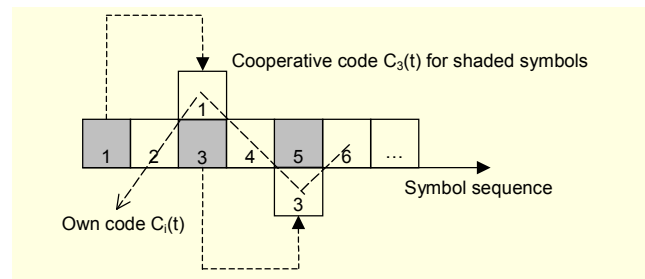 Cooperative code C₃(t) for shaded symbols
1
1 2 3 4 5 6 ...
Symbol sequence
3
Own code Cᵢ(t)